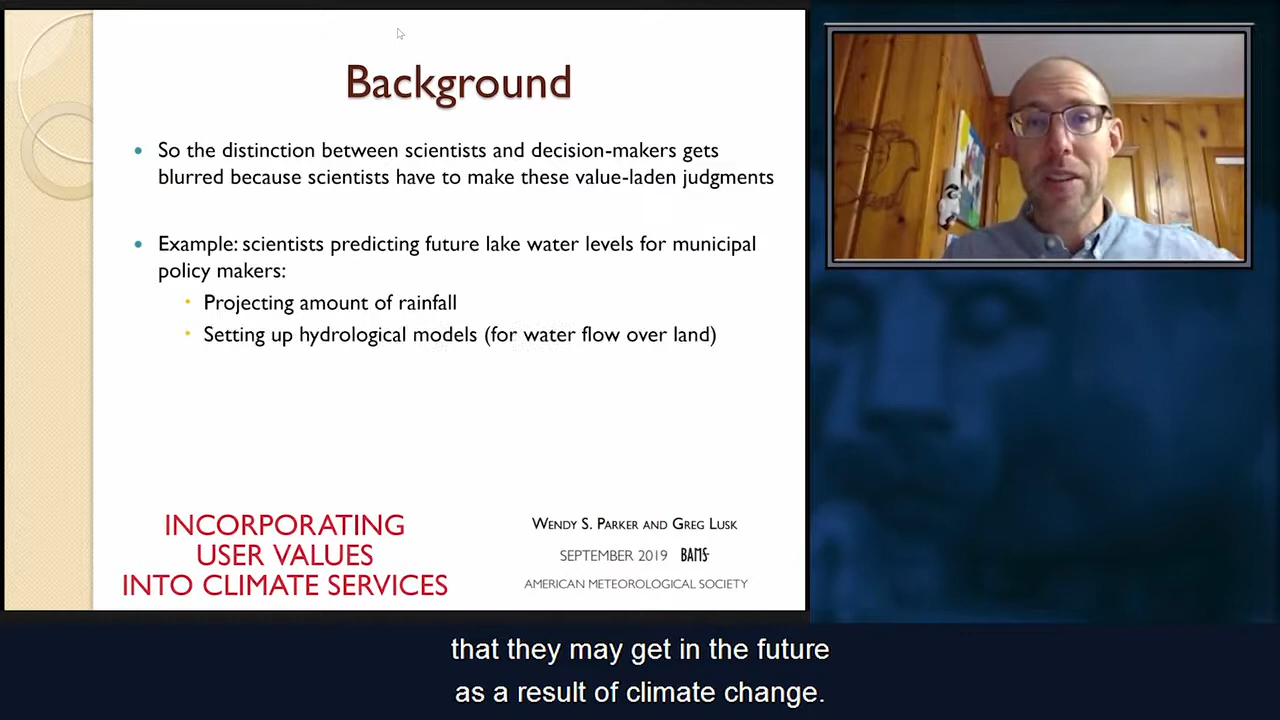 Background
So the distinction between scientists and decision-makers gets
blurred because scientists have to make these value-laden judgments
Example: scientists predicting future lake water levels for municipal
policy makers:
Projecting amount of rainfall
Setting up hydrological models (for water flow over land)
INCORPORATING
USER VALUES
INTO CLIMATE SERVICES
WENDY S. PARKER AND GREG LUSK
SEPTEMBER 2019 BAMS
AMERICAN METEOROLOGICAL SOCIETY
that they may get in the future
as a result of climate change.